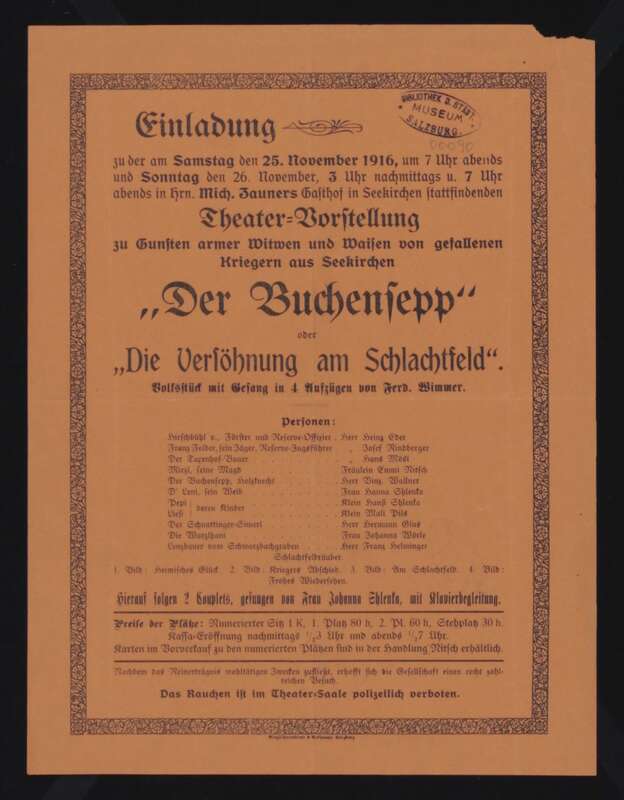 Einladung
BIBLIOTHEK D. STÄDT.
MUSEUM
SALZBURG.
00090
zu der am Samstag den 25. November 1916, um 7 Uhr abends
und Sonntag den 26. November, 3 Uhr nachmittags u. 7 Uhr
abends in Hrn. Mich. Zauners Gasthof in Seekirchen stattfindenden
Theater-Vorstellung
zu Gunsten armer Witwen und Waisen von gefallenen
Kriegern aus Seekirchen
„Der Buchensepp“
oder
„Die Versöhnung am Schlachtfeld“.
Volksstück mit Gesang in 4 Aufzügen von Ferd. Wimmer.
Personen:
Hirschbühl v., Förster und Reserve-Offizier . Herr Heinz Eder
Franz Felder, sein Jäger, Reserve-Zugsführer „ Josef Rindberger
Der Taxenhof-Bauer „ Hans Mösl
Mirzl, seine Magd Fräulein Emmi Nitsch
Der Buchensepp, Holzknecht Herr Vinz. Wallner
D' Leni, sein Weib Frau Hanna Shlenka
Pepi } deren Kinder Klein Hansi Shlenka
Liesi } Klein Mali Pils
Der Schnattinger-Simerl Herr Hermann Glas
Die Wurzlhani Frau Johanna Wörle
Lenzbauer vom Schwarzbachgraben Herr Franz Helminger
Schlachtfeldräuber.
1. Bild: Heimisches Glück. 2. Bild: Kriegers Abschied. 3. Bild: Am Schlachtfeld. 4. Bild:
Frohes Wiedersehen.
Hierauf folgen 2 Couplets, gesungen von Frau Johanna Shlenka, mit Klavierbegleitung.
Preise der Plätze: Numerierter Sitz 1 K, 1. Platz 80 h, 2. Pl. 60 h, Stehplatz 30 h.
Kassa-Eröffnung nachmittags 1/2 3 Uhr und abends 1/2 7 Uhr.
Karten im Vorverkauf zu den numerierten Plätzen sind in der Handlung Nitsch erhältlich.
Nachdem das Reinerträgnis wohltätigen Zwecken zufließt, erhofft sich die Gesellschaft einen recht zahl-
reichen Besuch.
Das Rauchen ist im Theater-Saale polizeilich verboten.